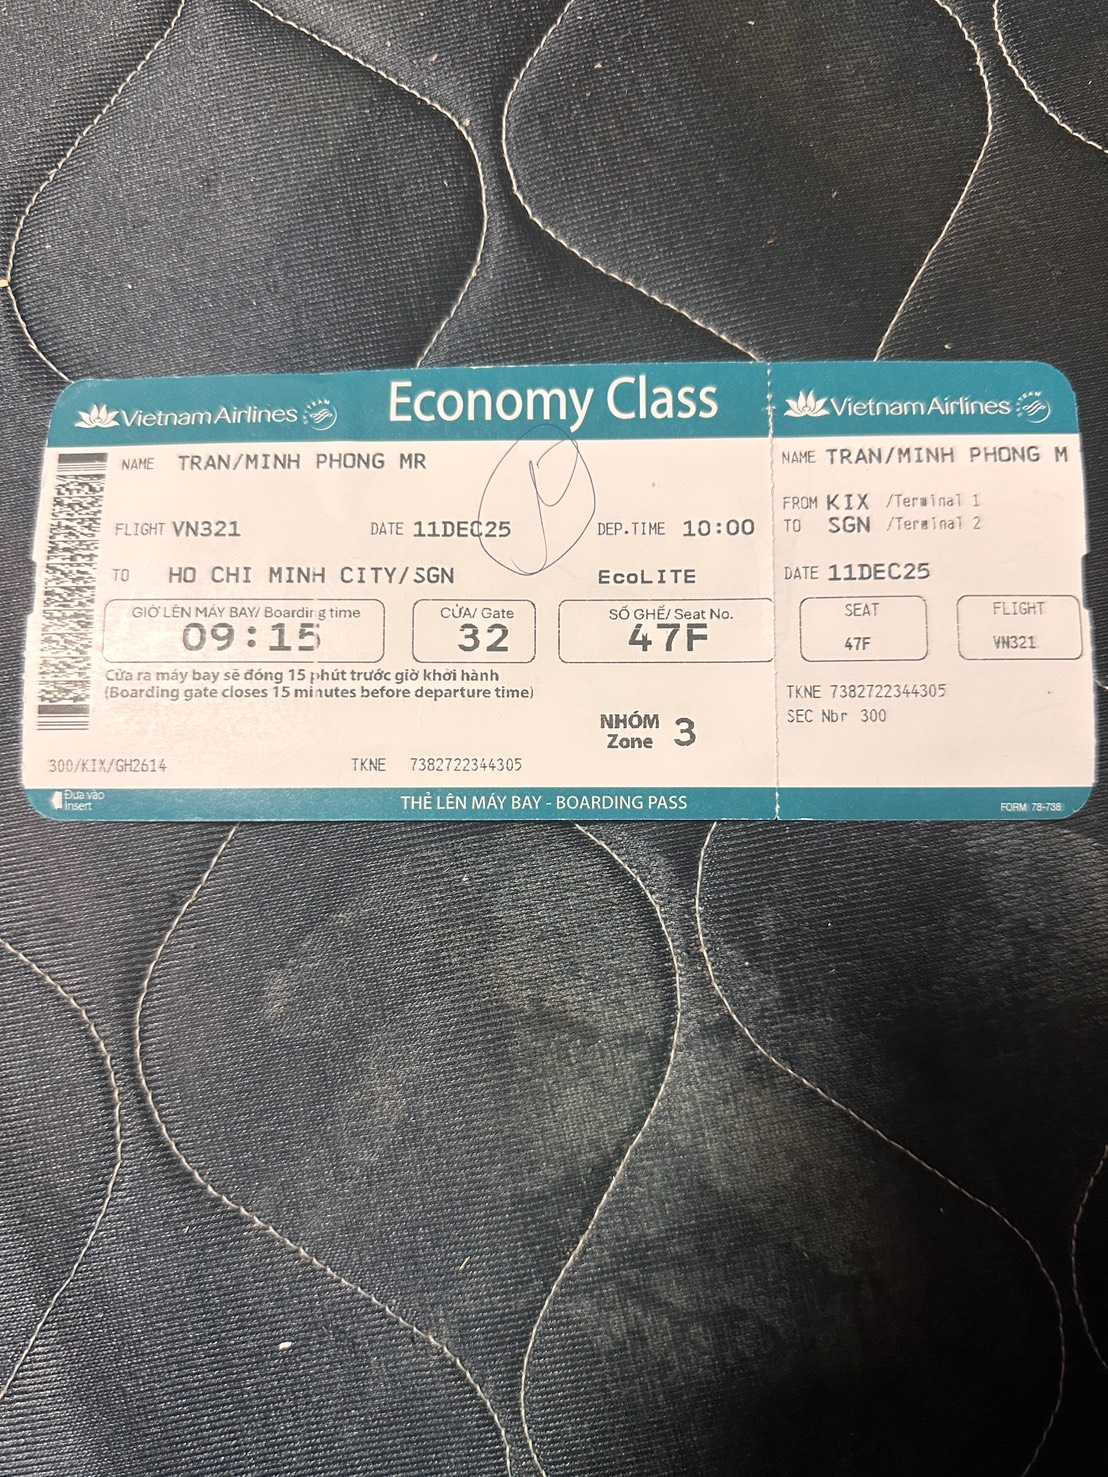 Vietnam Airlines Economy Class
NAME TRAN/MINH PHONG MR
FLIGHT VN321 DATE 11DEC25 DEP.TIME 10:00
TO HO CHI MINH CITY/SGN EcoLITE
GIỜ LÊN MÁY BAY/ Boarding time
09:15
CỬA/ Gate
32
SỐ GHẾ/ Seat No.
47F
Cửa ra máy bay sẽ đóng 15 phút trước giờ khởi hành
(Boarding gate closes 15 minutes before departure time)
NHÓM
Zone 3
300/KIX/GH2614 TKNE 7382722344305
Đưa vào
Insert
THẺ LÊN MÁY BAY - BOARDING PASS
Vietnam Airlines
NAME TRAN/MINH PHONG M
FROM KIX /Terminal 1
TO SGN /Terminal 2
DATE 11DEC25
SEAT
47F
FLIGHT
VN321
TKNE 7382722344305
SEC Nbr 300
FORM 78-738